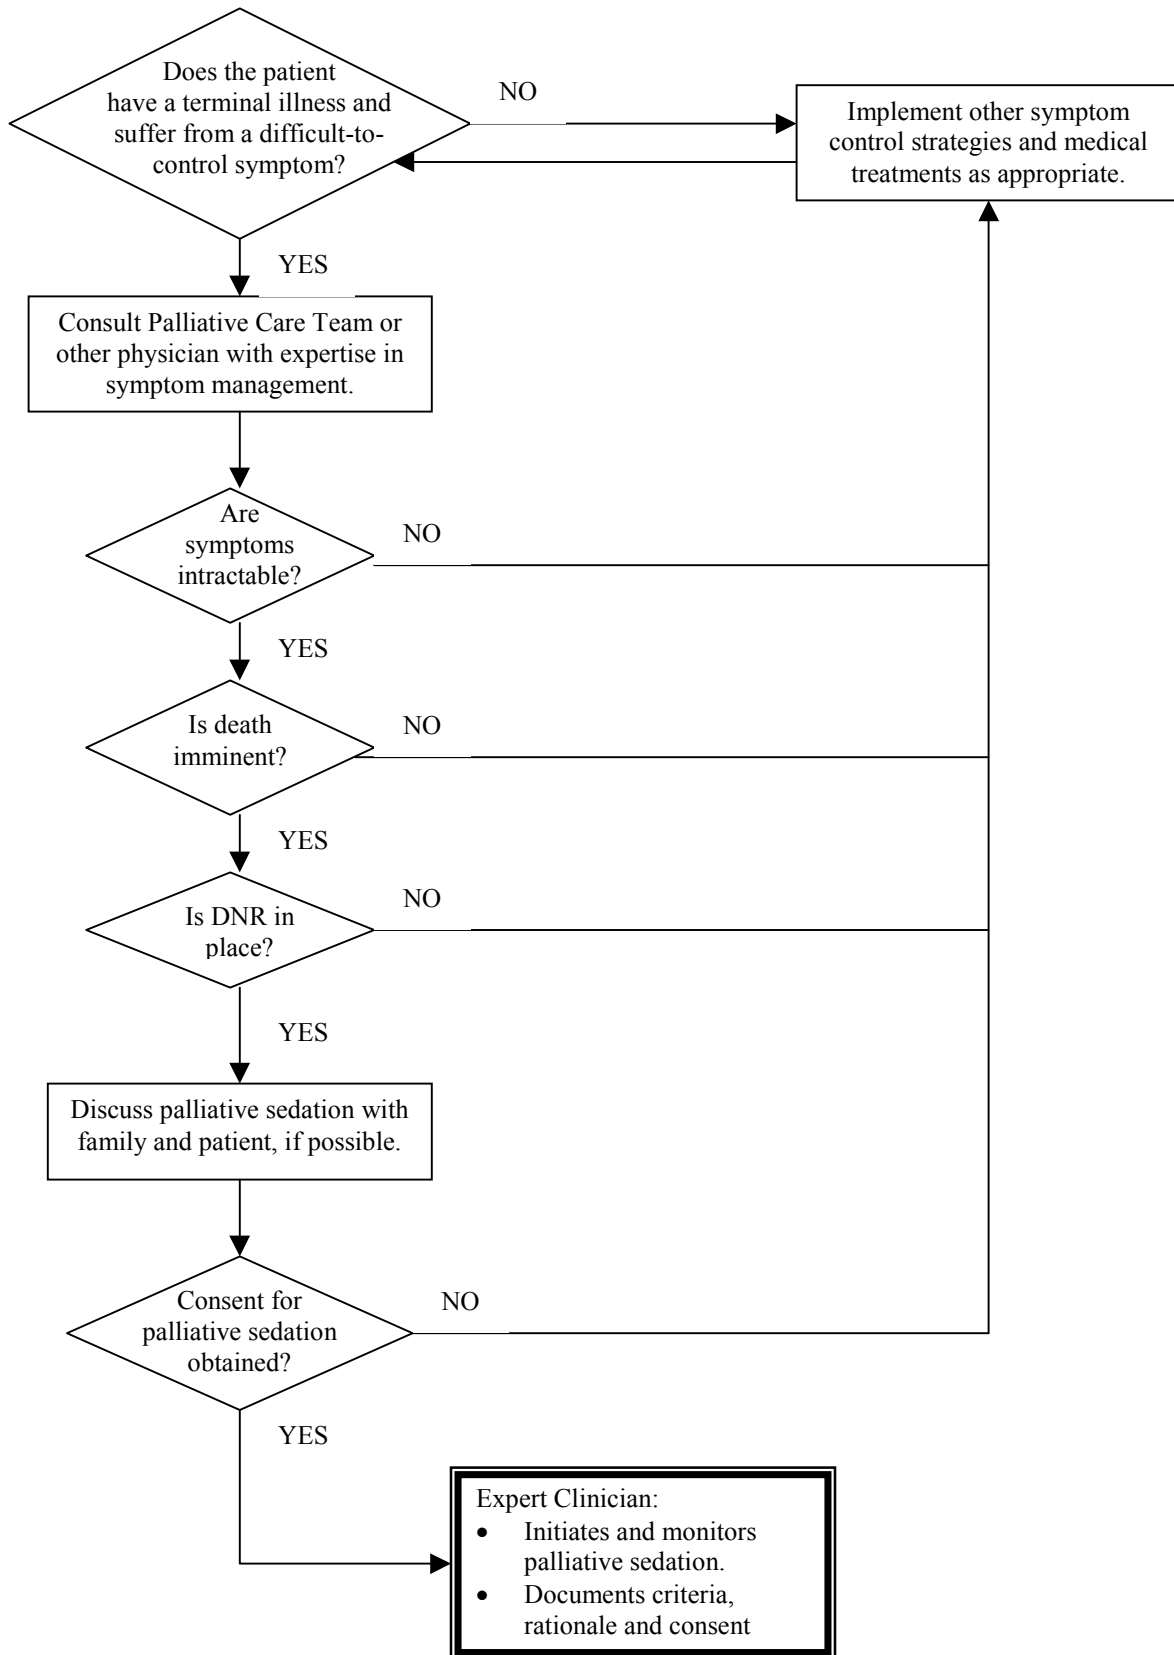 Does the patient
have a terminal illness and
suffer from a difficult-to-
control symptom?
NO
Implement other symptom
control strategies and medical
treatments as appropriate.
YES
Consult Palliative Care Team or
other physician with expertise in
symptom management.
Are
symptoms
intractable?
NO
YES
Is death
imminent?
NO
YES
Is DNR in
place?
NO
YES
Discuss palliative sedation with
family and patient, if possible.
Consent for
palliative sedation
obtained?
NO
YES
Expert Clinician:
• Initiates and monitors
palliative sedation.
• Documents criteria,
rationale and consent